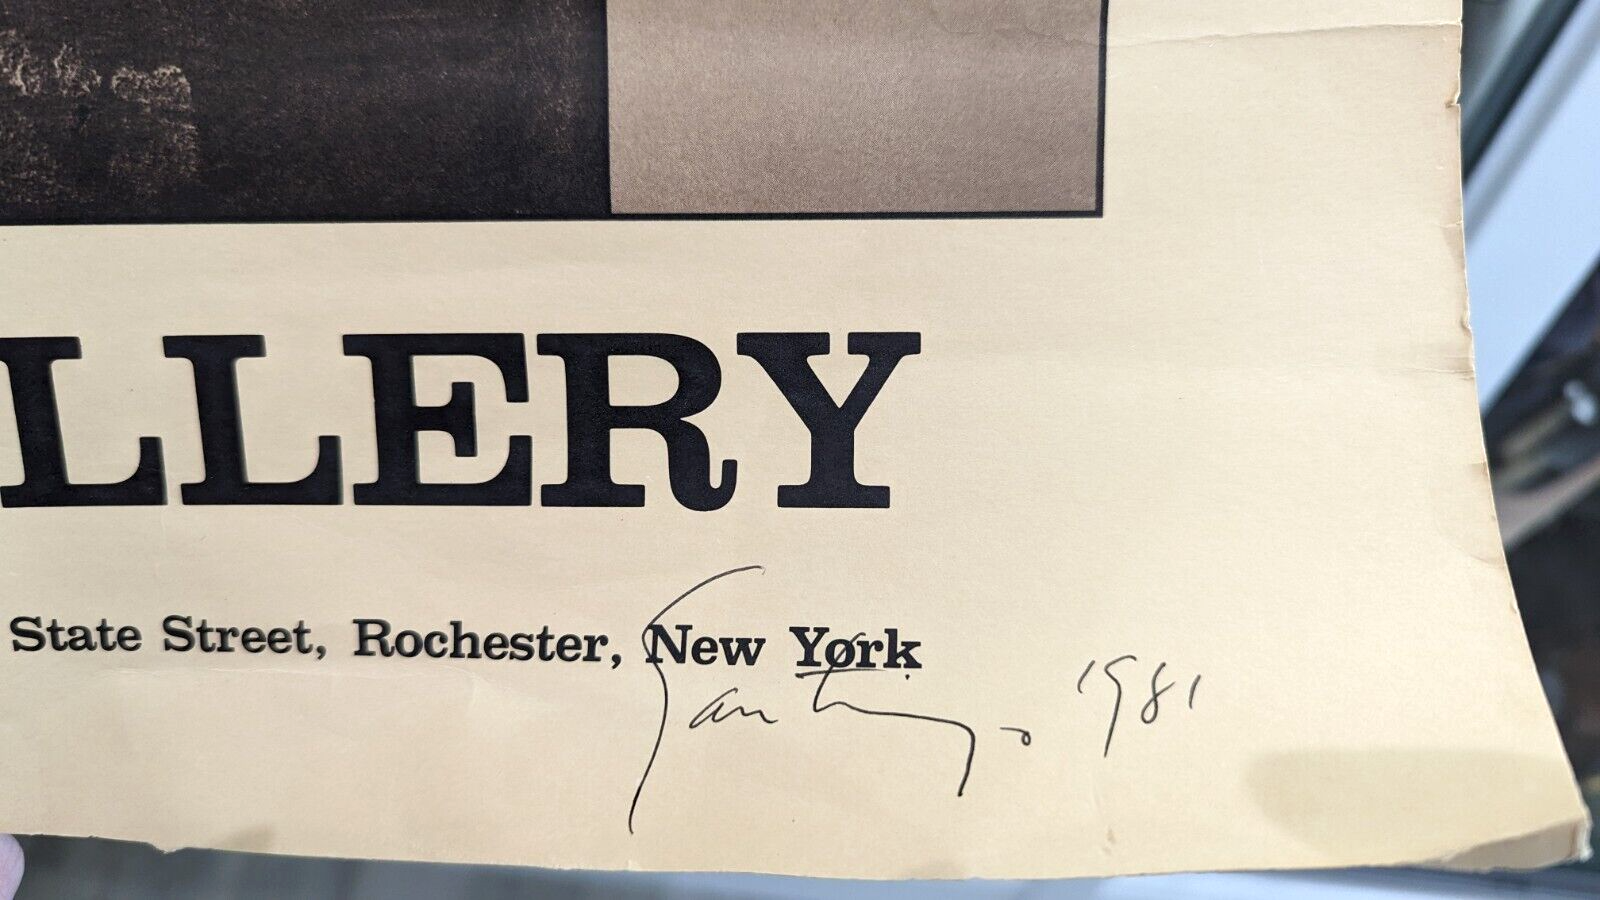 LLERY
State Street, Rochester, New York
1981